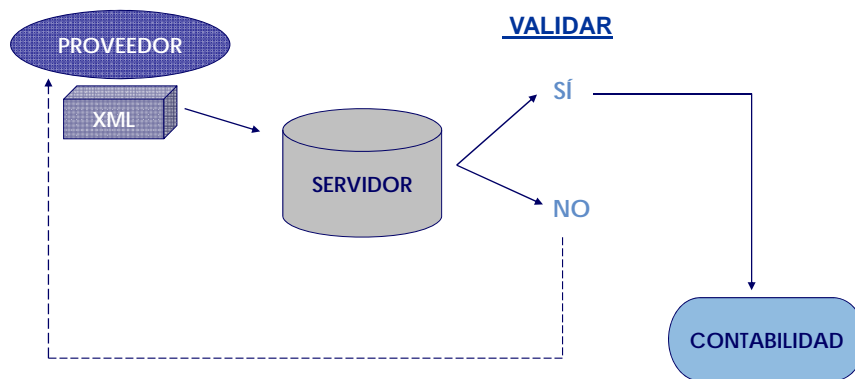 VALIDAR
PROVEEDOR
SÍ
XML
SERVIDOR
NO
CONTABILIDAD